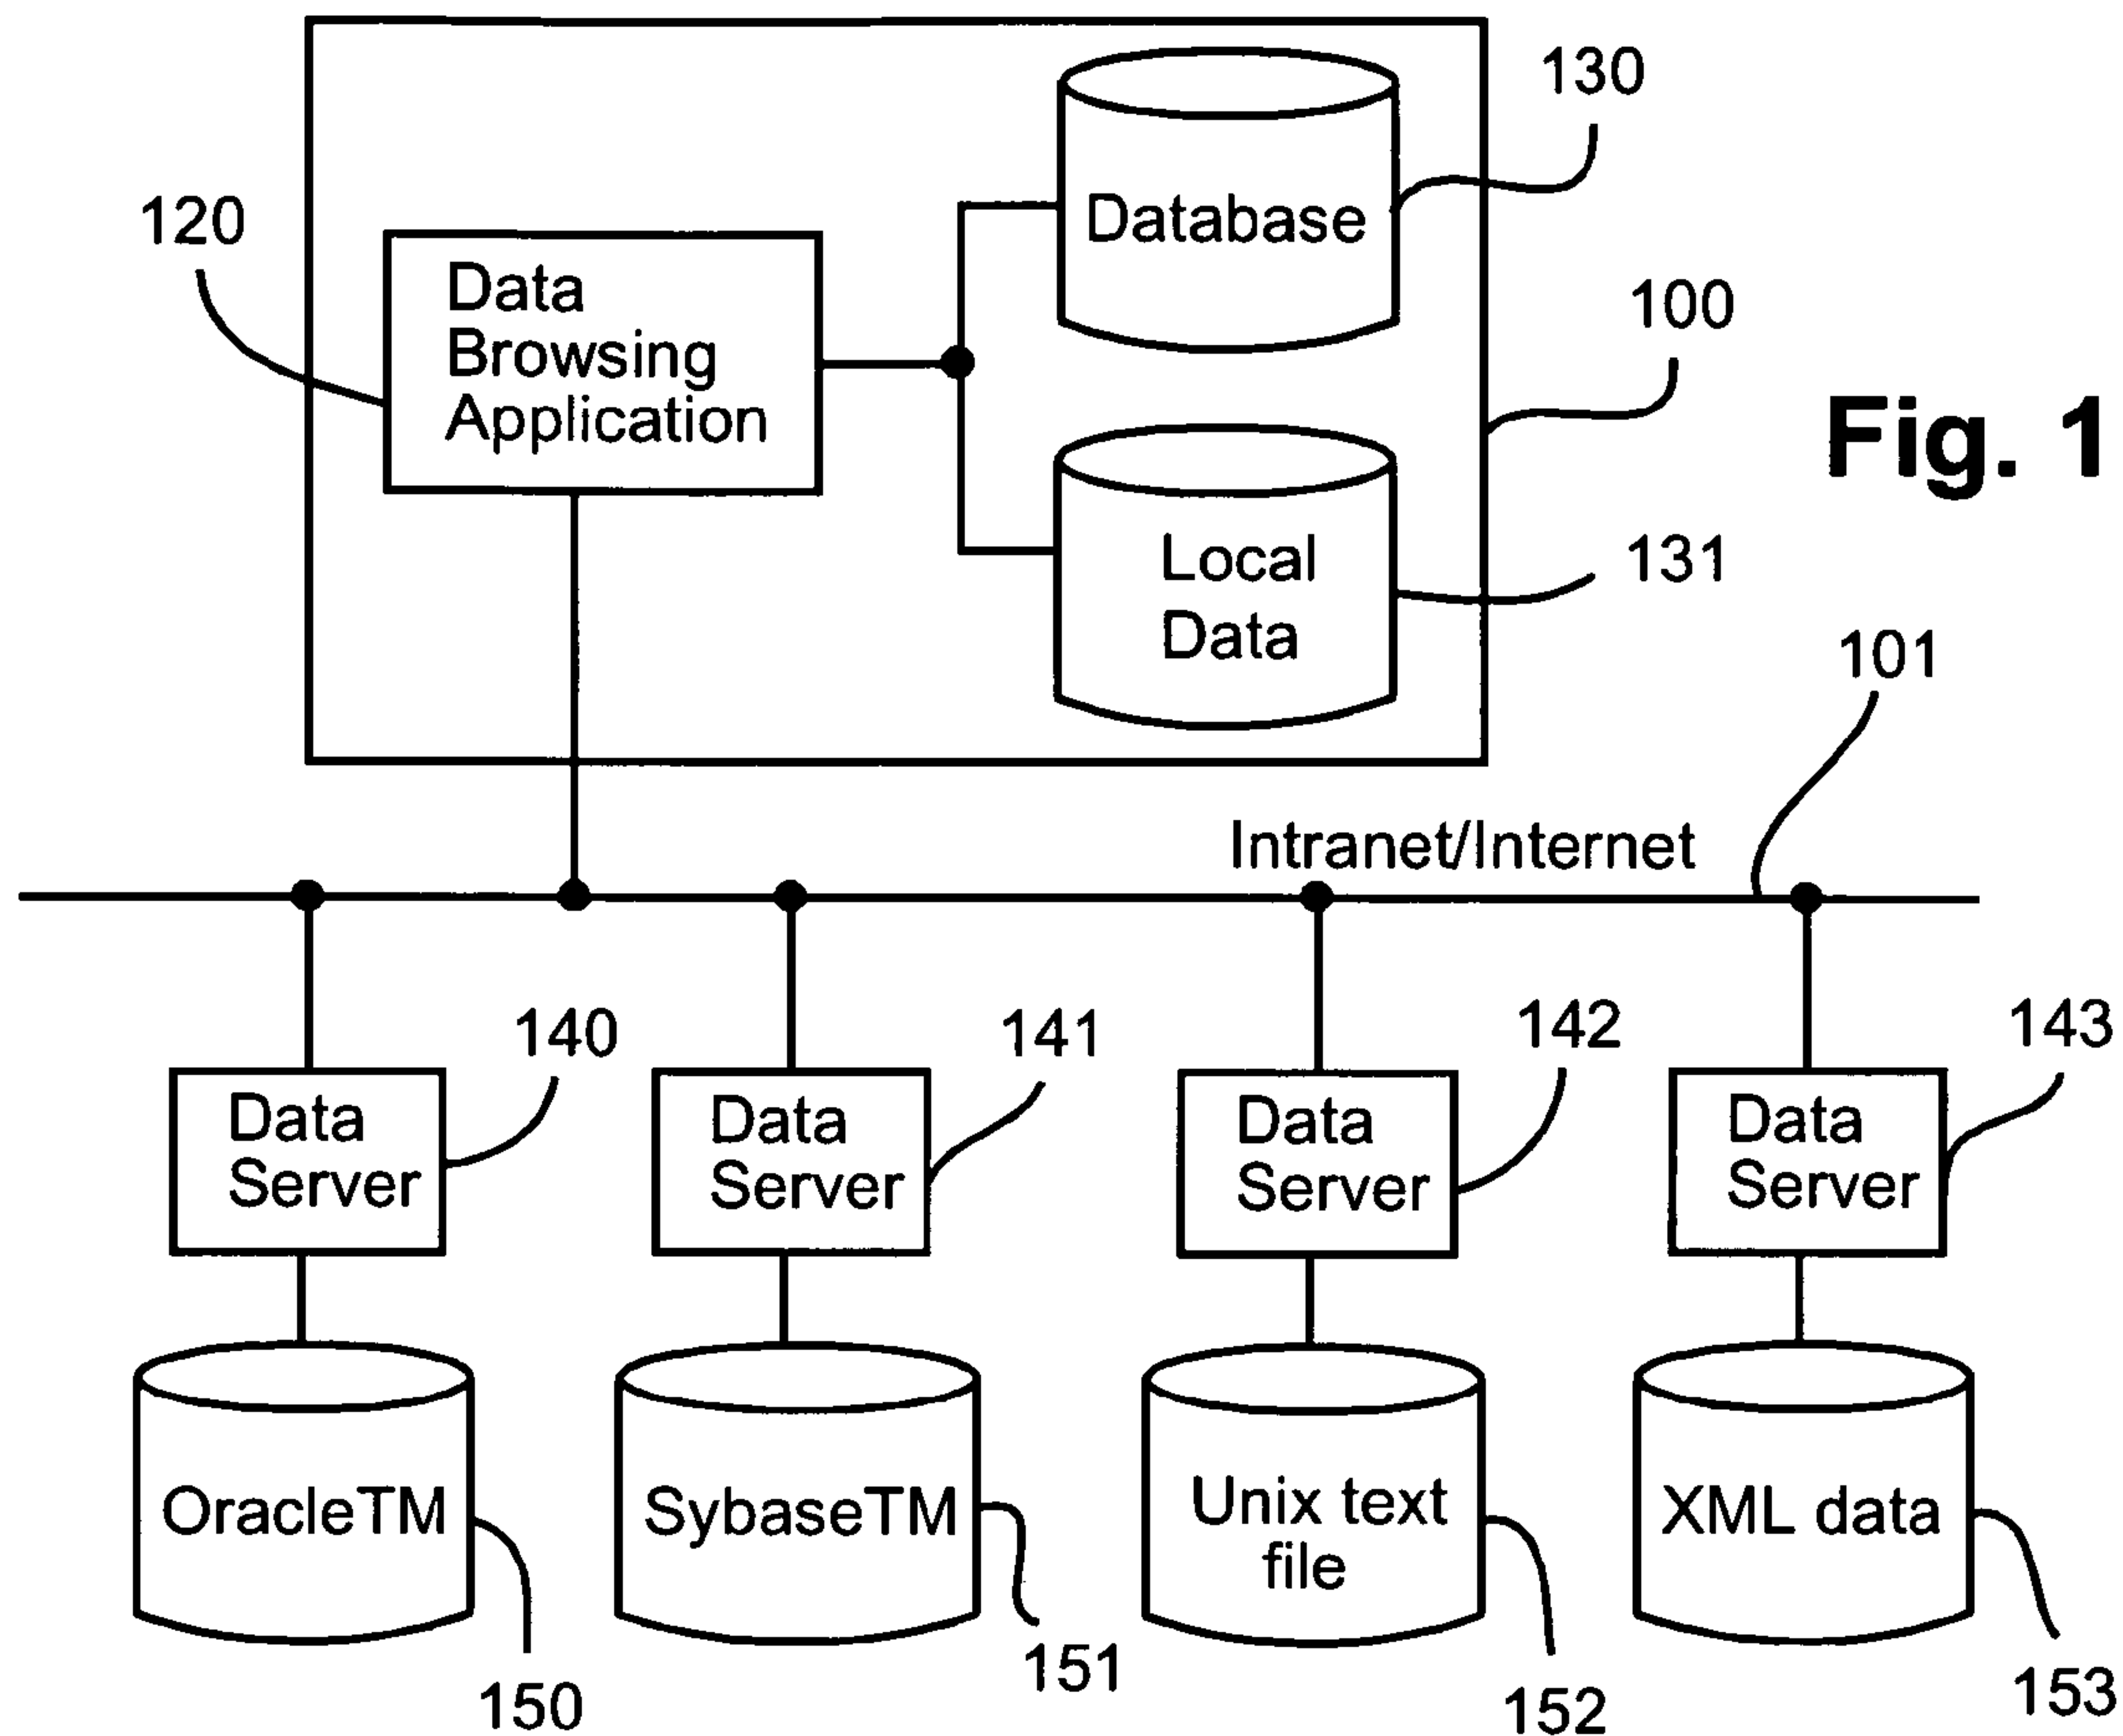 130
Database
120
Data
Browsing
Application
100
Fig. 1
Local
Data
131
101
Intranet/Internet
140
141
142
143
Data
Server
Data
Server
Data
Server
Data
Server
OracleTM
SybaseTM
Unix text
file
XML data
150
151
152
153